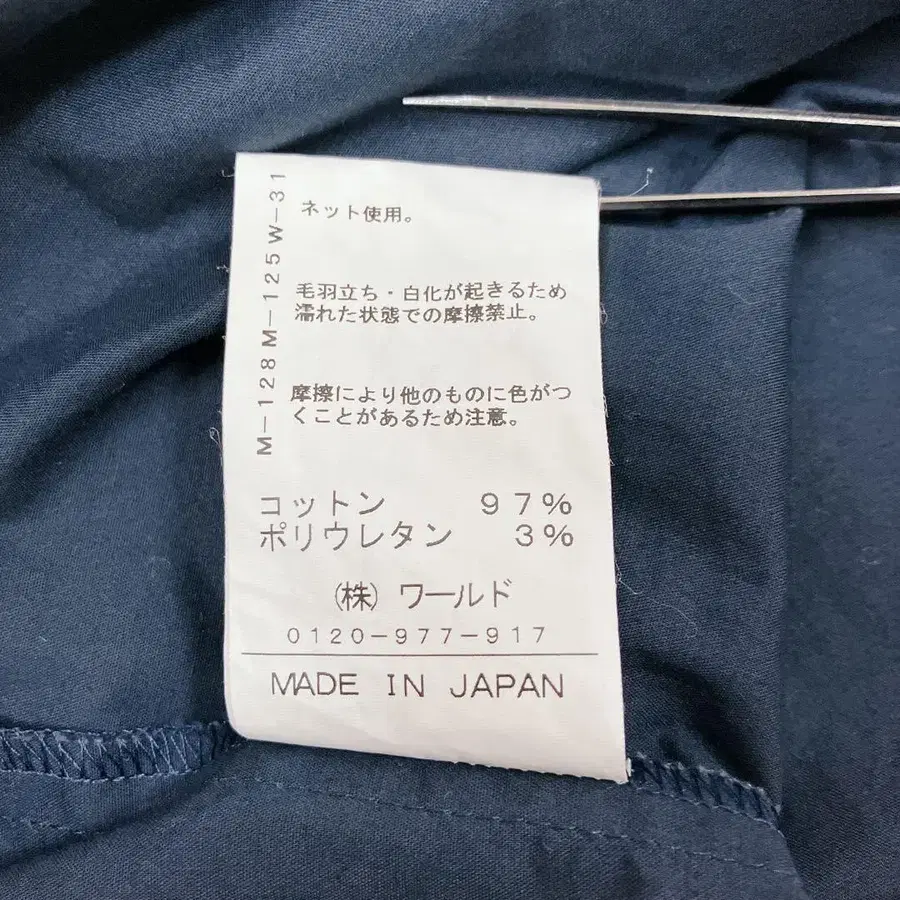 M-128M-125W-31
ネット使用。
毛羽立ち・白化が起きるため
濡れた状態での摩擦禁止。
摩擦により他のものに色がつ
くことがあるため注意。
コットン 97%
ポリウレタン 3%
(株)ワールド
0120-977-917
MADE IN JAPAN